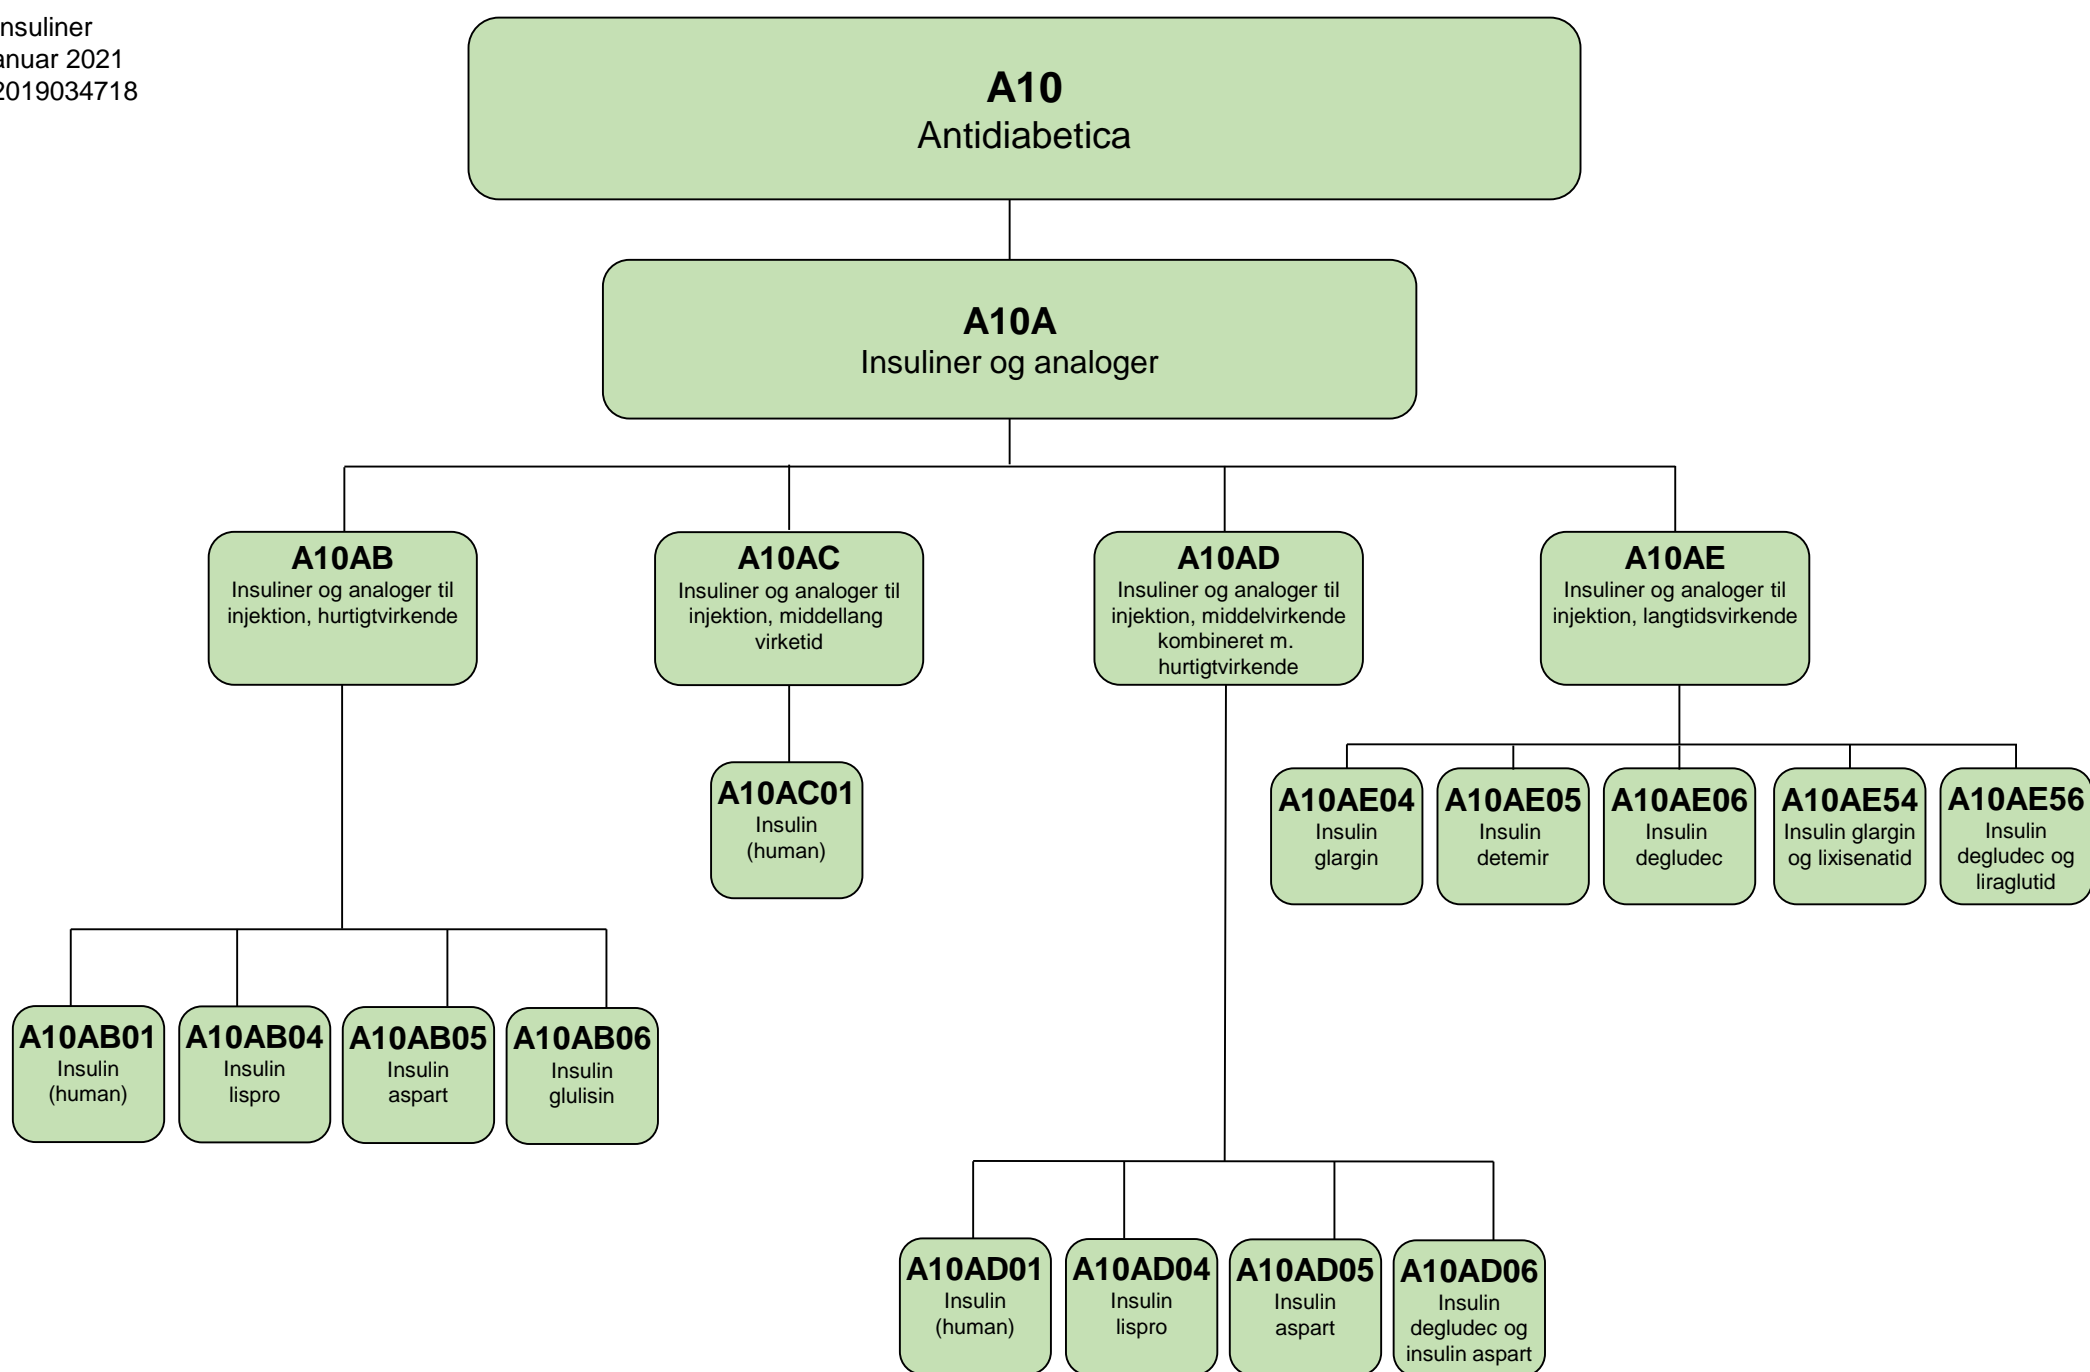 nsuliner
anuar 2021
2019034718
A10
Antidiabetica
A10A
Insuliner og analoger
A10AB
Insuliner og analoger til
injektion, hurtigtvirkende
A10AC
Insuliner og analoger til
injektion, middellang
virketid
A10AD
Insuliner og analoger til
injektion, middelvirkende
kombineret m.
hurtigtvirkende
A10AE
Insuliner og analoger til
injektion, langtidsvirkende
A10AC01
Insulin
(human)
A10AE04
Insulin
glargin
A10AE05
Insulin
detemir
A10AE06
Insulin
degludec
A10AE54
Insulin glargin
og lixisenatid
A10AE56
Insulin
degludec og
liraglutid
A10AB01
Insulin
(human)
A10AB04
Insulin
lispro
A10AB05
Insulin
aspart
A10AB06
Insulin
glulisin
A10AD01
Insulin
(human)
A10AD04
Insulin
lispro
A10AD05
Insulin
aspart
A10AD06
Insulin
degludec og
insulin aspart